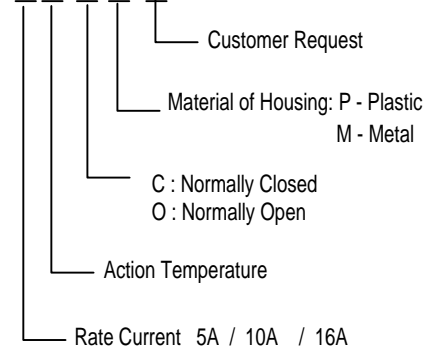 Customer Request
Material of Housing: P - Plastic
M - Metal
C : Normally Closed
O : Normally Open
Action Temperature
Rate Current 5A / 10A / 16A